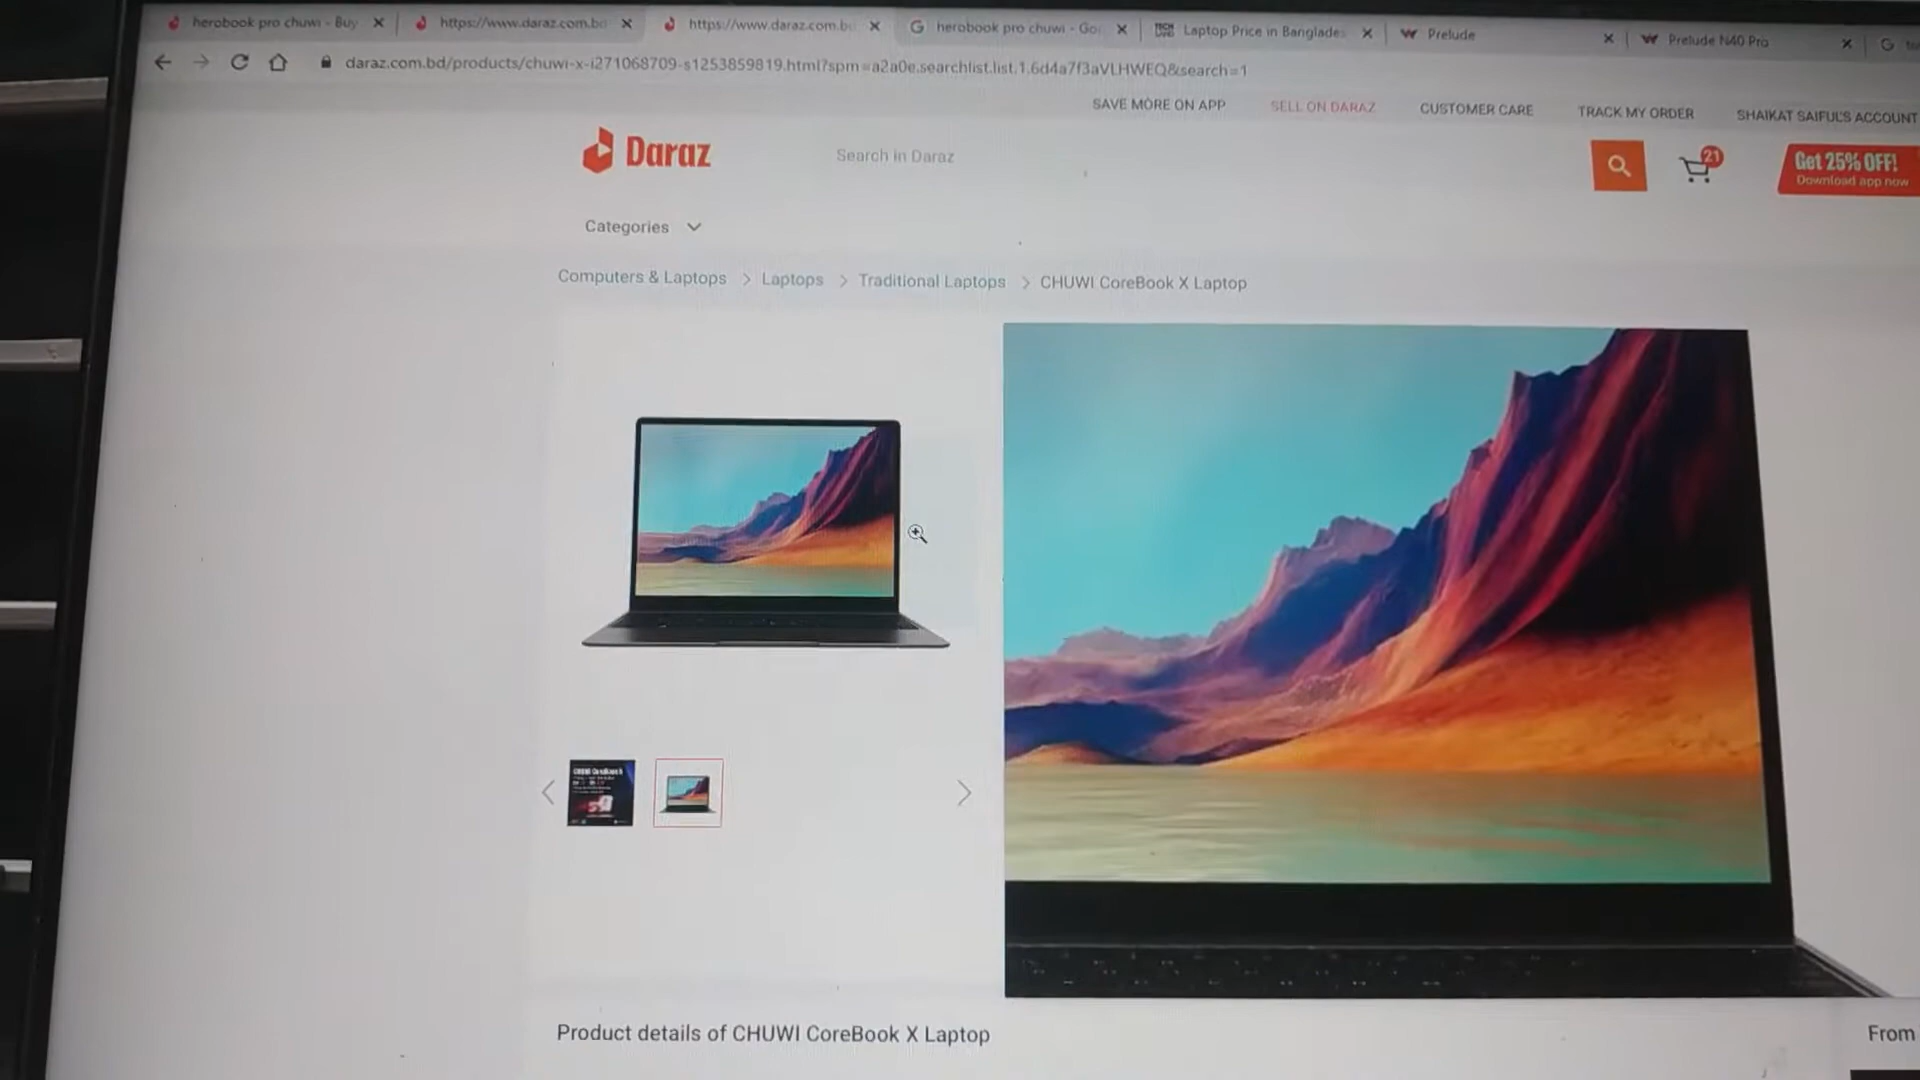 herobook pro chuwi - Buy
https://www.daraz.com.bd
https://www.daraz.com.bd
herobook pro chuwi - Goo
Laptop Price in Banglades
Prelude
Prelude N40 Pro
daraz.com.bd/products/chuwi-x-i271068709-s1253859819.html?spm=a2a0e.searchlist.list.1.6d4a7f3aVLHWEQ&search=1
SAVE MORE ON APP
SELL ON DARAZ
CUSTOMER CARE
TRACK MY ORDER
SHAIKAT SAIFUL'S ACCOUNT
Daraz
Search in Daraz
21
Get 25% OFF!
Download app now
Categories
Computers & Laptops > Laptops > Traditional Laptops > CHUWI CoreBook X Laptop
Product details of CHUWI CoreBook X Laptop
From